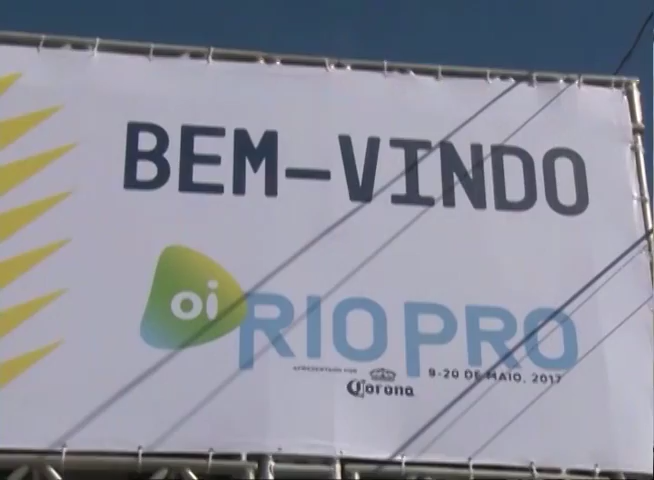 BEM-VINDO
oi RIO PRO
APRESENTADO POR
Corona
9-20 DE MAIO, 2017